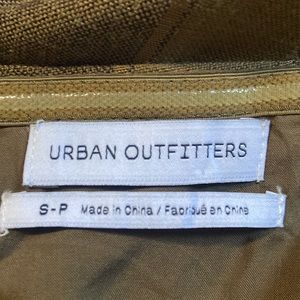 URBAN OUTFITTERS
S-P Made in China / Fabriqué en Chine